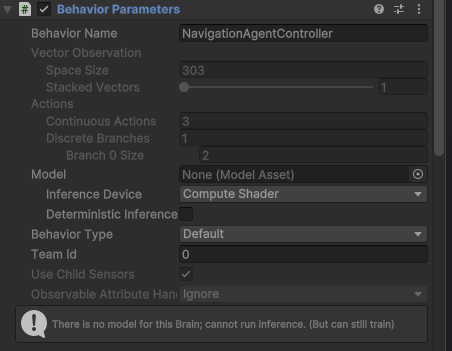 # Behavior Parameters
Behavior Name NavigationAgentController
Vector Observation
Space Size 303
Stacked Vectors 1
Actions
Continuous Actions 3
Discrete Branches 1
Branch 0 Size 2
Model None (Model Asset)
Inference Device Compute Shader
Deterministic Inference
Behavior Type Default
Team Id 0
Use Child Sensors
Observable Attribute Han Ignore
There is no model for this Brain; cannot run inference. (But can still train)